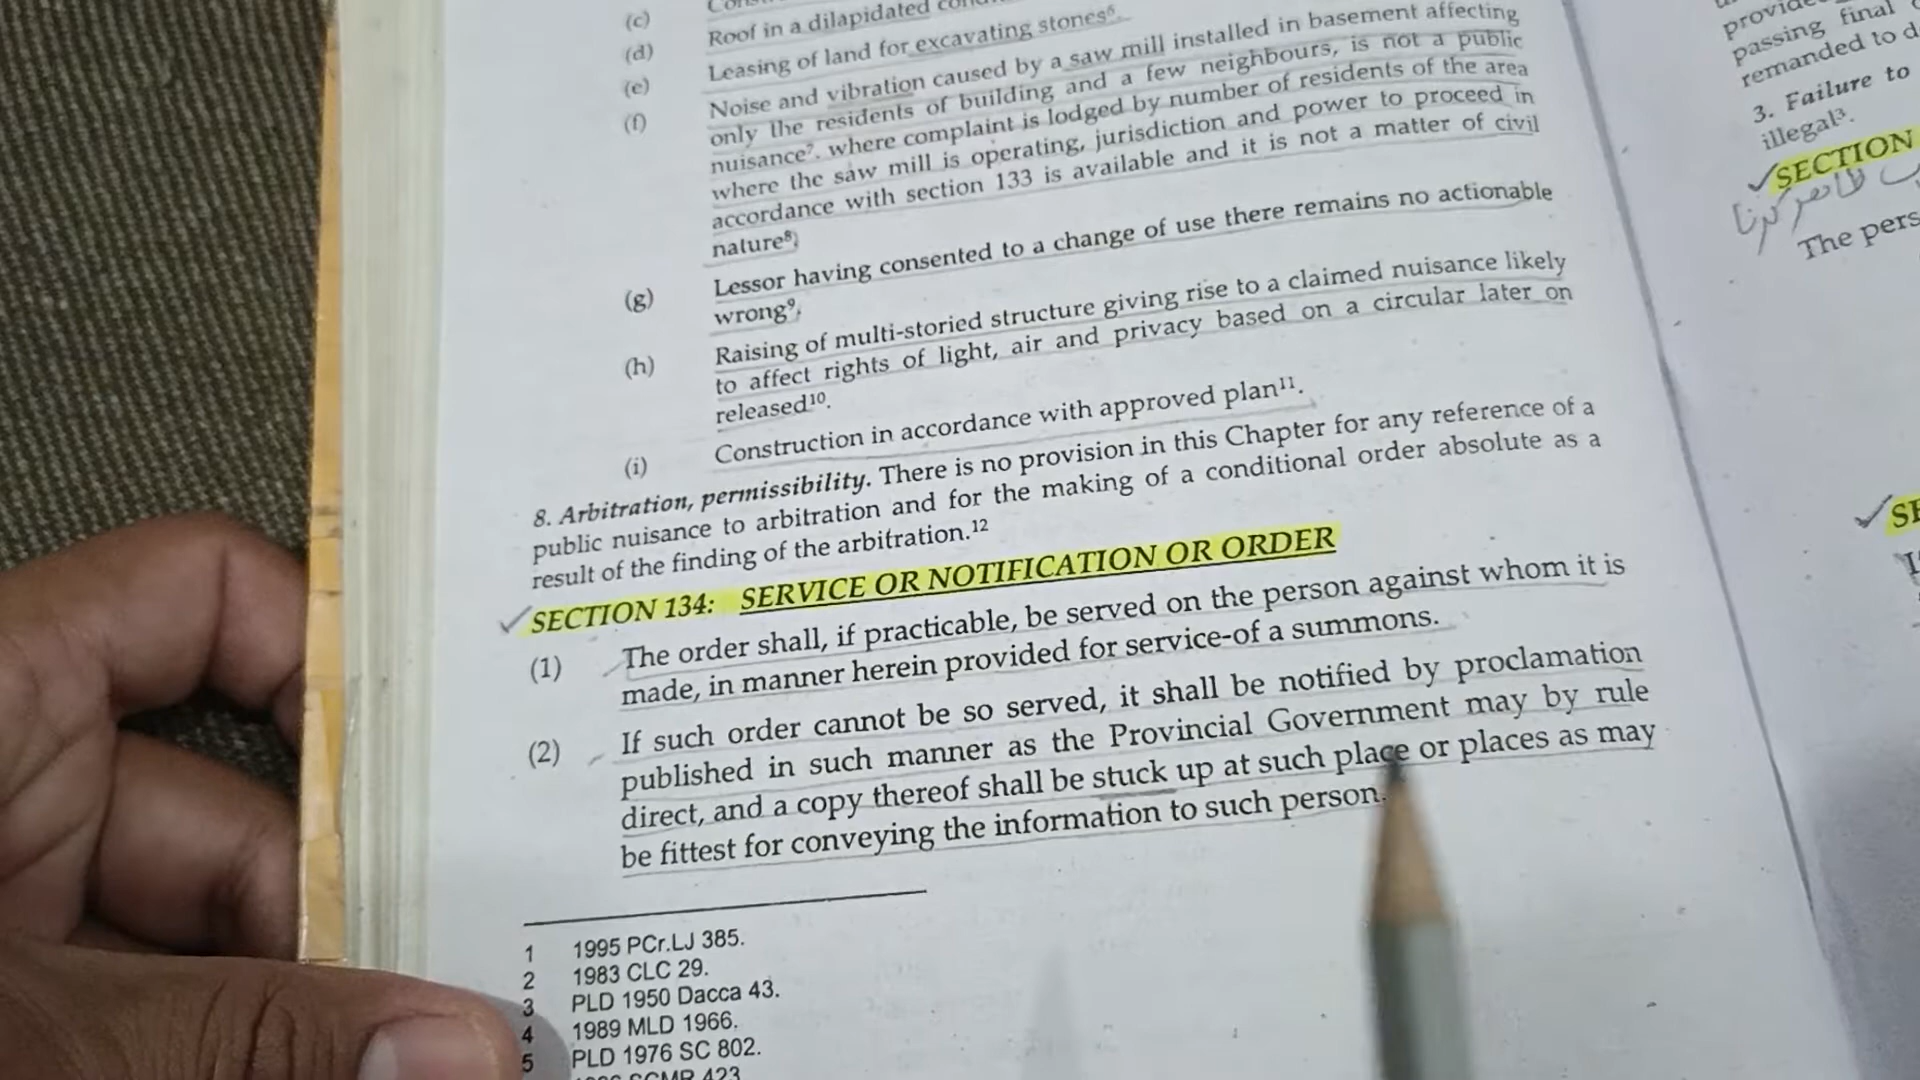 (c)
(d) Roof in a dilapidated
(e) Leasing of land for excavating stones⁶
(f) Noise and vibration caused by a saw mill installed in basement affecting
only the residents of building and a few neighbours, is not a public
nuisance⁷, where complaint is lodged by number of residents of the area
where the saw mill is operating, jurisdiction and power to proceed in
accordance with section 133 is available and it is not a matter of civil
nature⁸,
(g) Lessor having consented to a change of use there remains no actionable
wrong⁹,
(h) Raising of multi-storied structure giving rise to a claimed nuisance likely
to affect rights of light, air and privacy based on a circular later on
released¹⁰.
(i) Construction in accordance with approved plan¹¹.
8. Arbitration, permissibility. There is no provision in this Chapter for any reference of a
public nuisance to arbitration and for the making of a conditional order absolute as a
result of the finding of the arbitration.¹²
SECTION 134: SERVICE OR NOTIFICATION OR ORDER
(1) The order shall, if practicable, be served on the person against whom it is
made, in manner herein provided for service-of a summons.
(2) If such order cannot be so served, it shall be notified by proclamation
published in such manner as the Provincial Government may by rule
direct, and a copy thereof shall be stuck up at such place or places as may
be fittest for conveying the information to such person.
1 1995 PCr.LJ 385.
2 1983 CLC 29.
3 PLD 1950 Dacca 43.
4 1989 MLD 1966.
5 PLD 1976 SC 802.
SCMR 423
passing final
remanded to d
3. Failure to
illegal³.
SECTION
The pers